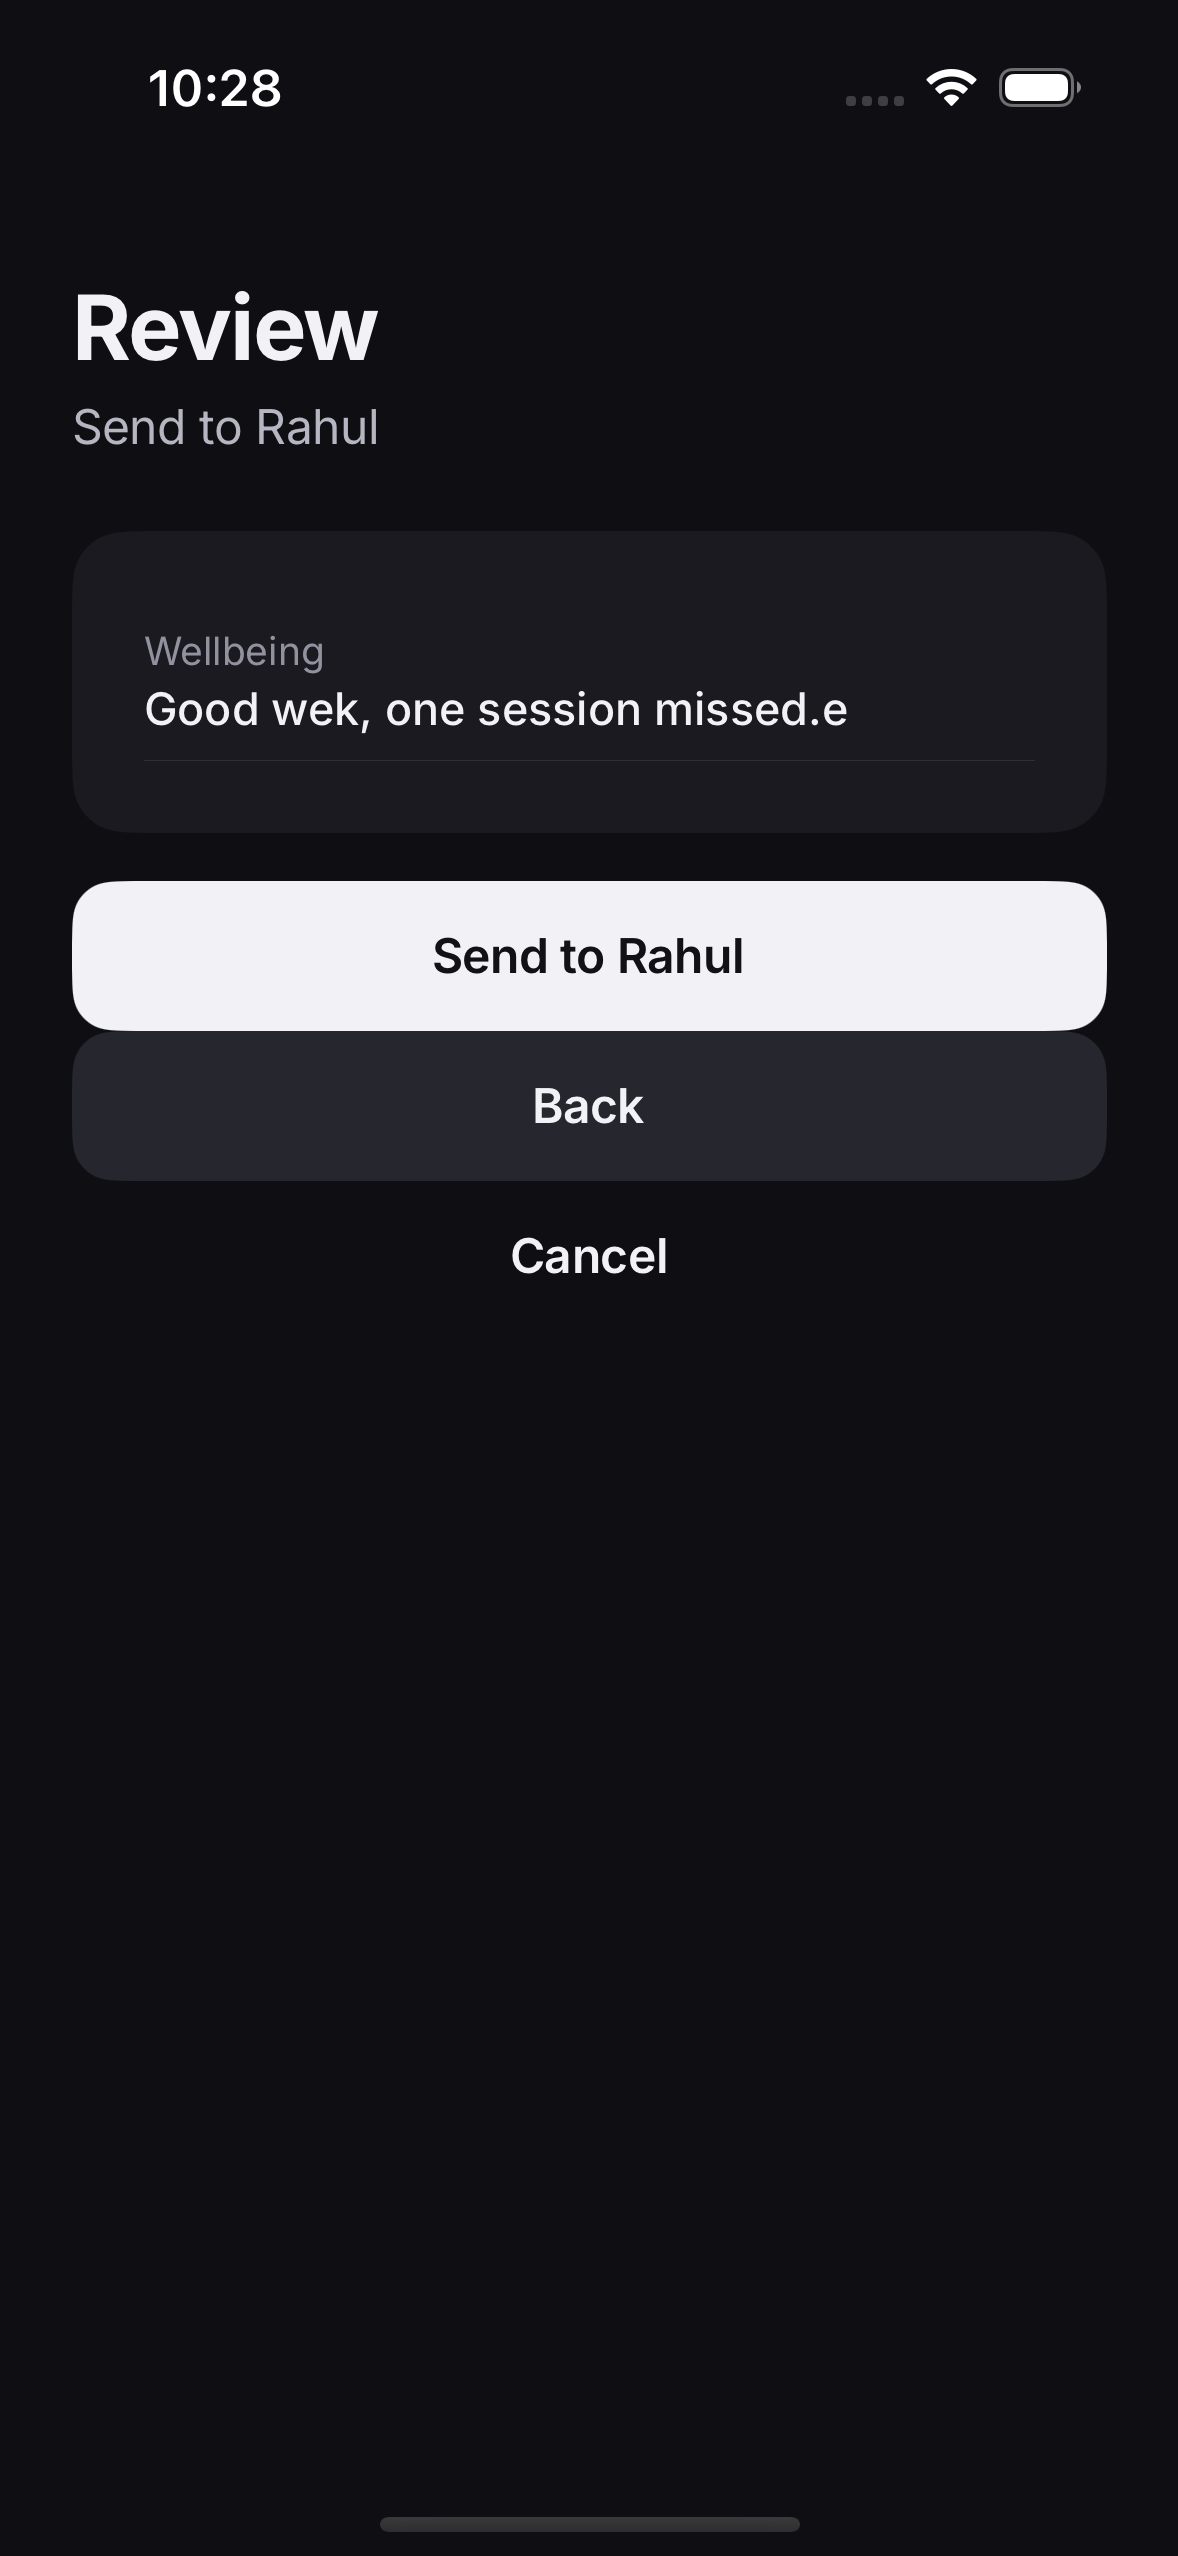 10:28
Review
Send to Rahul
Wellbeing
Good wek, one session missed.e
Send to Rahul
Back
Cancel